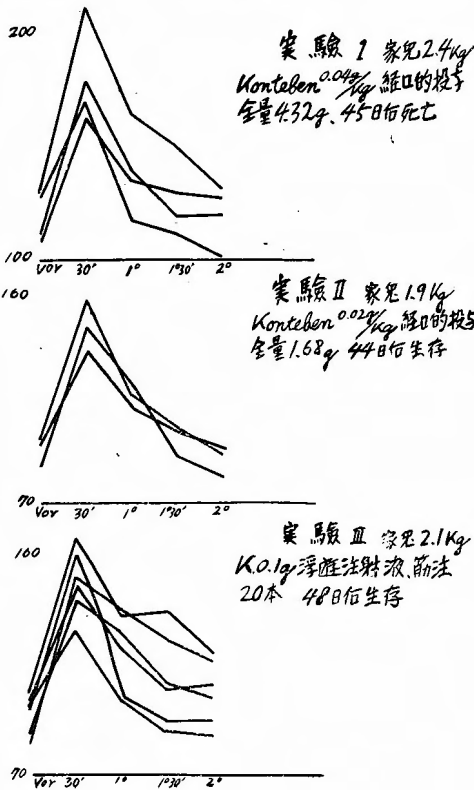 200
実験 I 家兎2.4Kg
Konteben 0.04g/Kg 経口的投与
全量4.32g、45日后死亡
100
vor 30′ 1° 1°30′ 2°
160
実験 II 家兎1.9Kg
Konteben 0.02g/Kg 経口的投与
全量1.68g 44日后生存
70
vor 30′ 1° 1°30′ 2°
160
実験 III 家兎2.1Kg
K.0.1g浮遊注射液、筋注
20本 48日后生存
70
vor 30′ 1° 1°30′ 2°